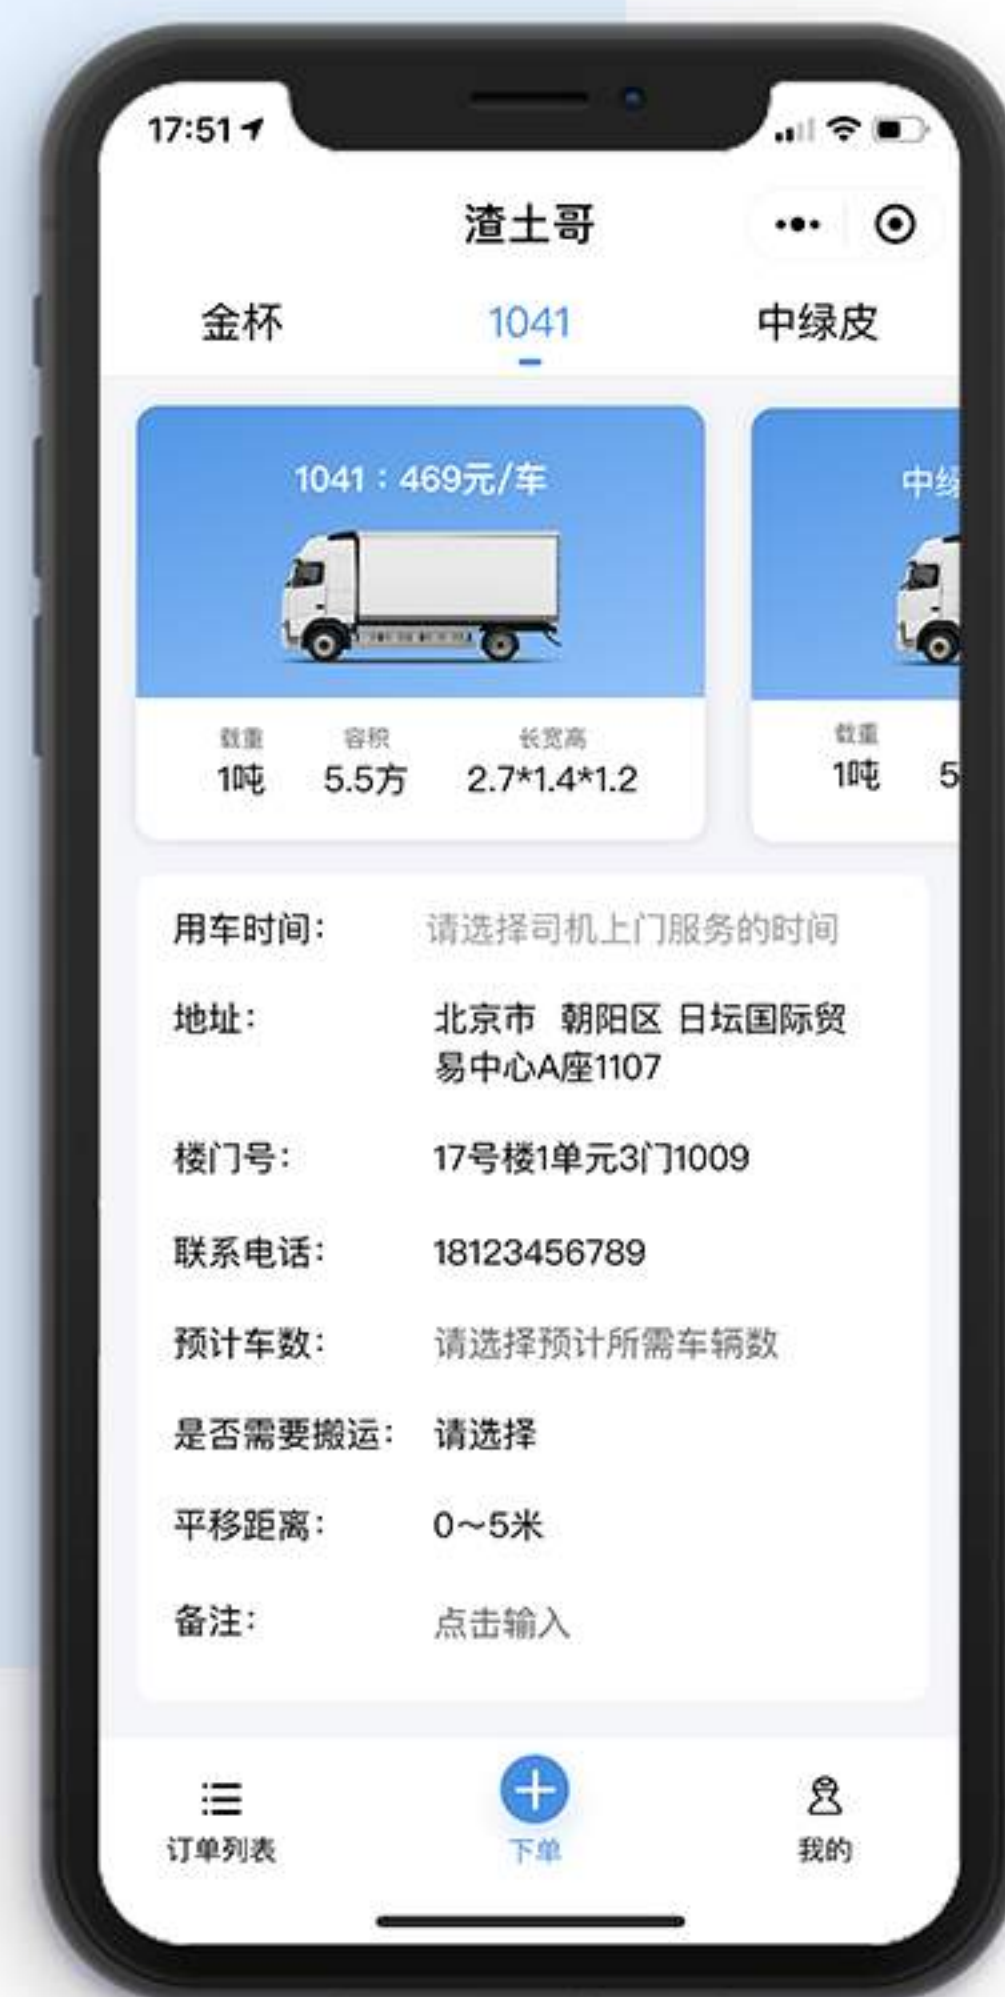 17:51
渣土哥
金杯
1041
中绿皮
1041：469元/车
载重
容积
长宽高
1吨
5.5方
2.7*1.4*1.2
中绿
载重
1吨
5
用车时间：
请选择司机上门服务的时间
地址：
北京市 朝阳区 日坛国际贸
易中心A座1107
楼门号：
17号楼1单元3门1009
联系电话：
18123456789
预计车数：
请选择预计所需车辆数
是否需要搬运：
请选择
平移距离：
0～5米
备注：
点击输入
订单列表
下单
我的